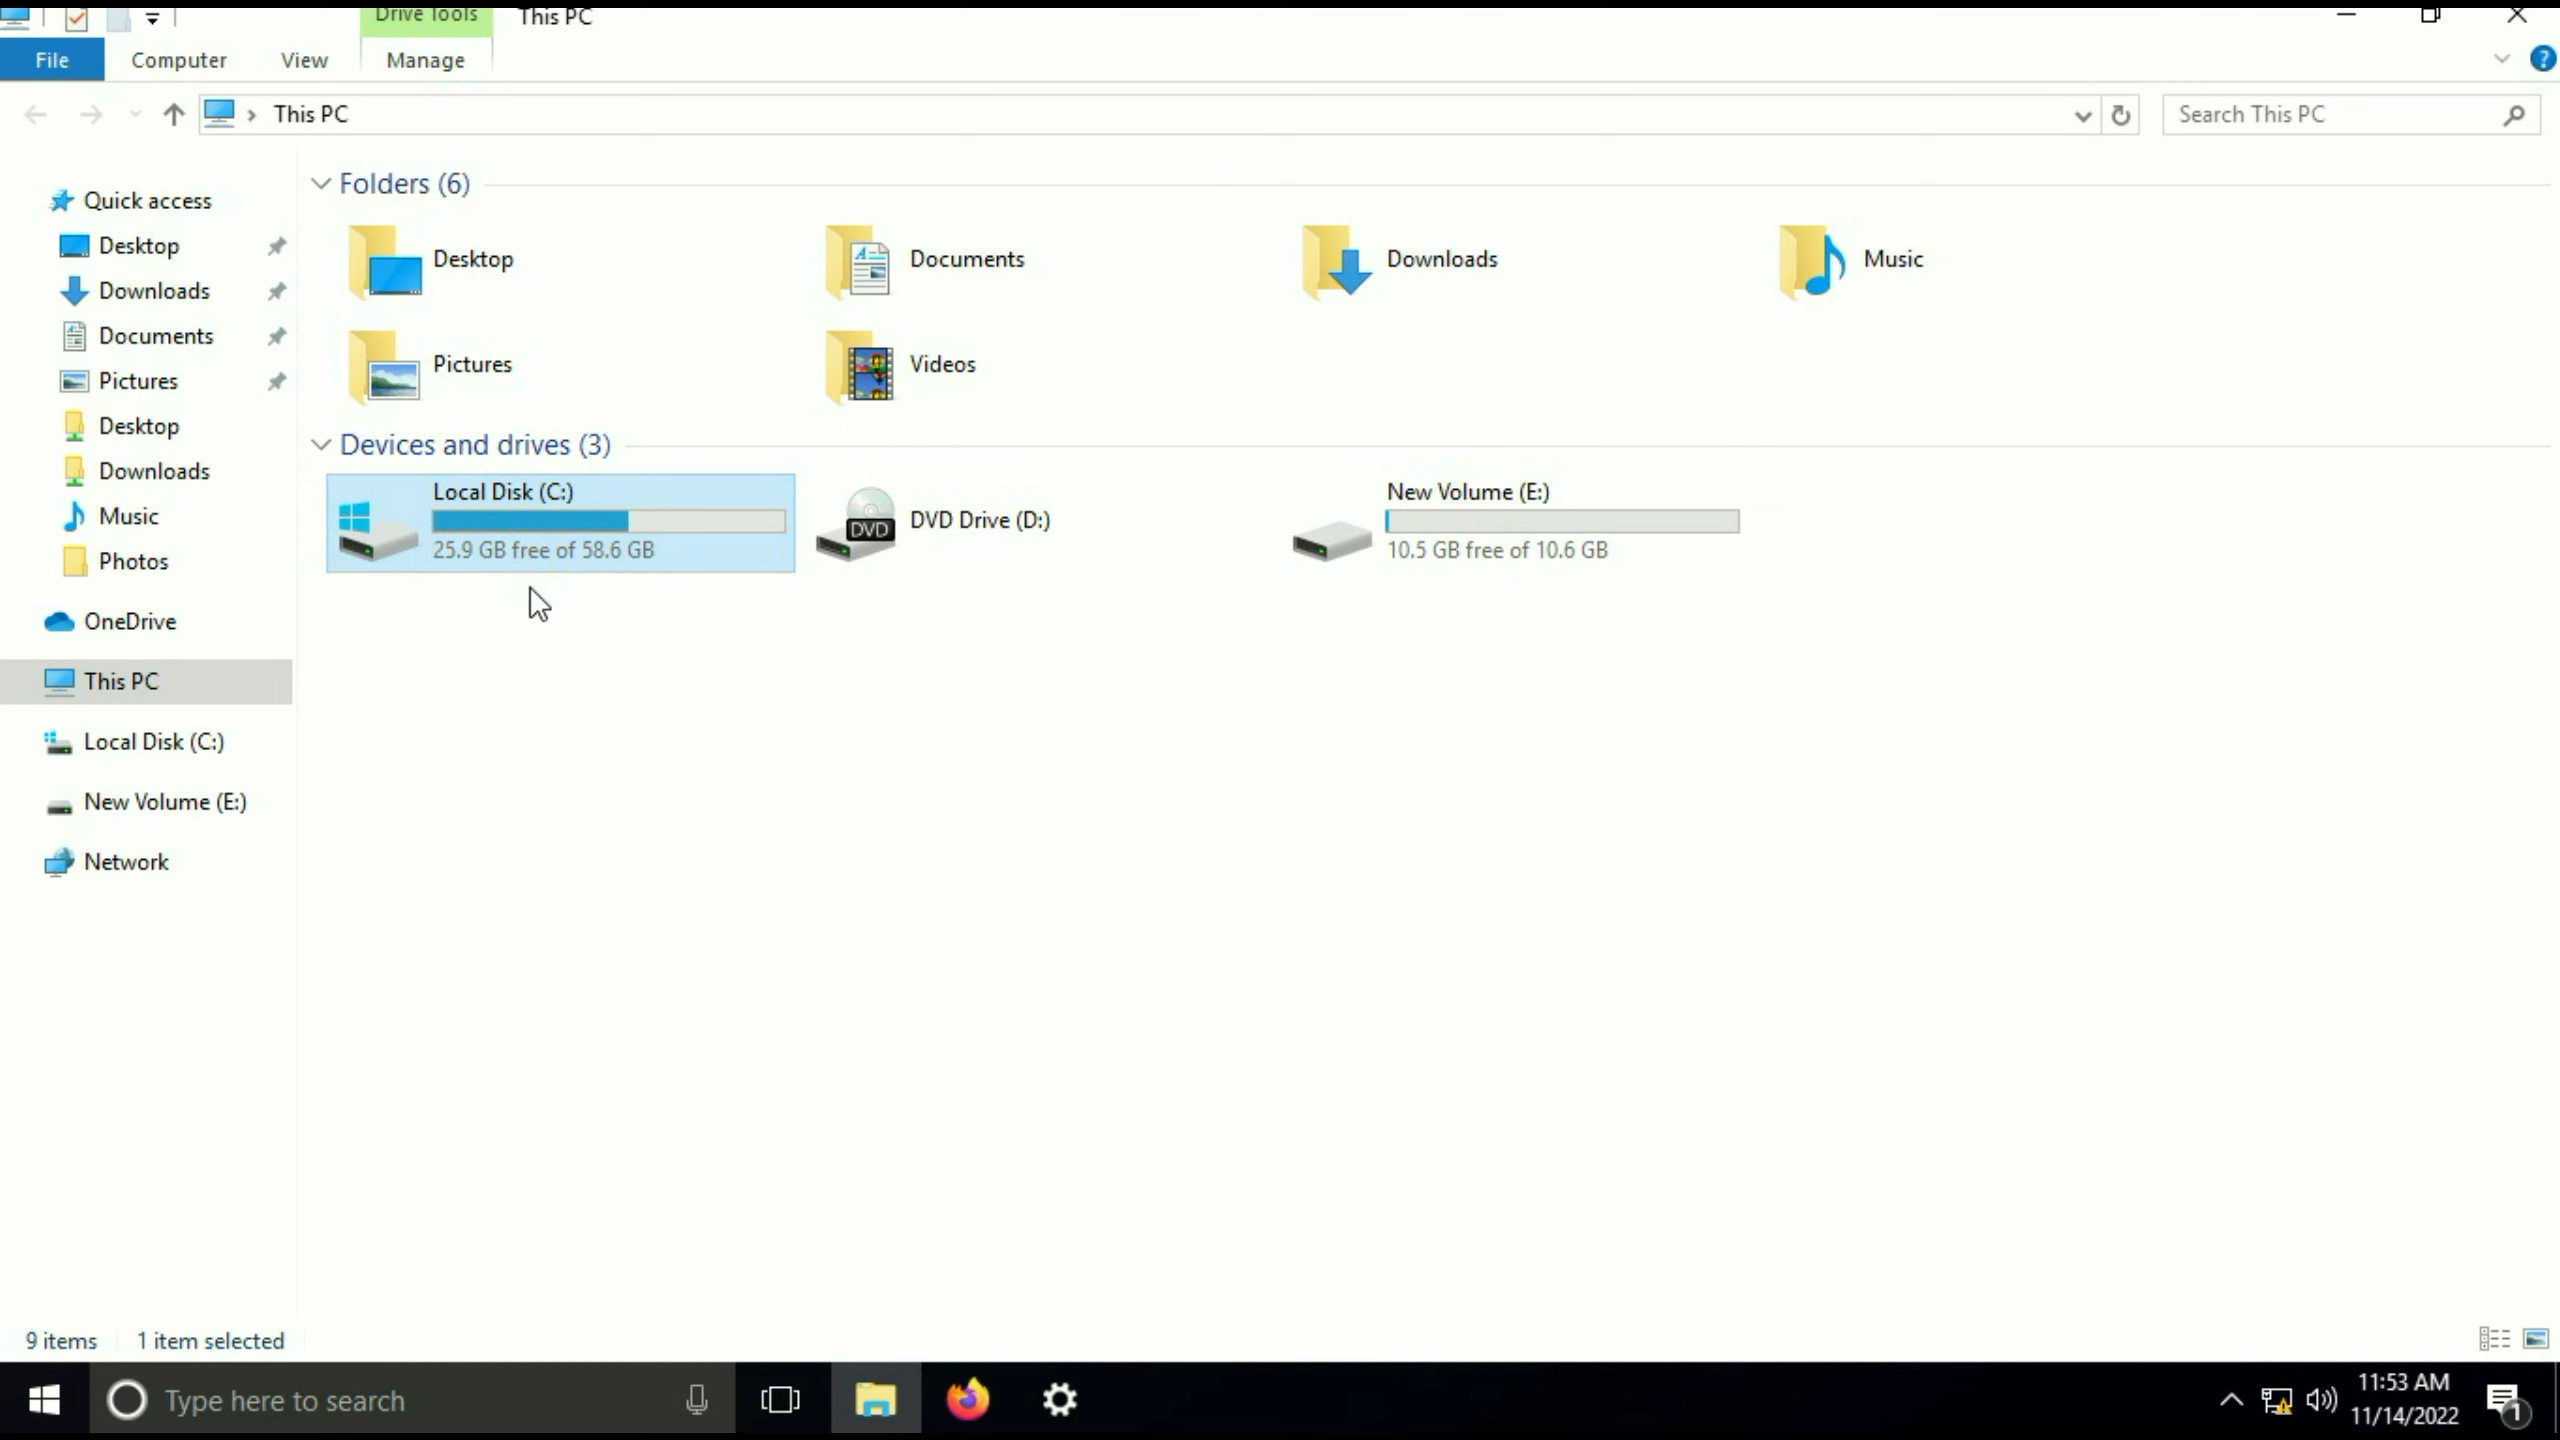 Drive Tools
This PC
File
Computer
View
Manage
This PC
Search This PC
Quick access
Desktop
Downloads
Documents
Pictures
Desktop
Downloads
Music
Photos
OneDrive
This PC
Local Disk (C:)
New Volume (E:)
Network
Folders (6)
Desktop
Documents
Downloads
Music
Pictures
Videos
Devices and drives (3)
Local Disk (C:)
25.9 GB free of 58.6 GB
DVD
DVD Drive (D:)
New Volume (E:)
10.5 GB free of 10.6 GB
9 items
1 item selected
Type here to search
11:53 AM
11/14/2022
1